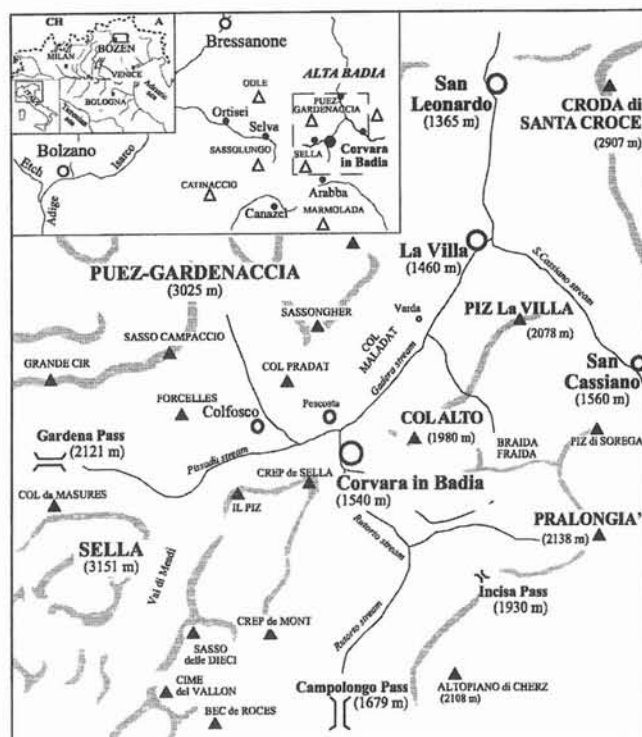 CH
A
BOZEN
MILAN
VENICE
BOLOGNA
Adriatic
Bressanone
ODLE
Ortisei
Selva
SASSOLUNGO
CATINACCIO
Canazei
Bolzano
Etch
Isarco
Adige
ALTA BADIA
PUEZ
GARDENACCIA
SELLA
Corvara
in Badia
Arabba
MARMOLADA
San
Leonardo
(1365 m)
CRODA di
SANTA CROCE
(2907 m)
La Villa
(1460 m)
S.Cassiano stream
PUEZ-GARDENACCIA
(3025 m)
SASSONGHER
Varda
PIZ La VILLA
(2078 m)
SASSO CAMPACCIO
COL
MALADAT
Gadera stream
GRANDE CIR
COL PRADAT
San
Cassiano
(1560 m)
FORCELLES
Colfosco
Pescosta
COL ALTO
(1980 m)
Gardena Pass
(2121 m)
BRAIDA
FRAIDA
PIZ di SOREGA
Pissadù stream
CREP de SELLA
Corvara in Badia
(1540 m)
COL da MASURES
IL PIZ
PRALONGIA'
(2138 m)
SELLA
(3151 m)
Val di Mesdì
Rutorto stream
Incisa Pass
(1930 m)
CREP de MONT
Rutorto stream
SASSO
delle DIECI
CIME
del VALLON
Campolongo Pass
(1679 m)
ALTOPIANO di CHERZ
(2108 m)
BEC de ROCES